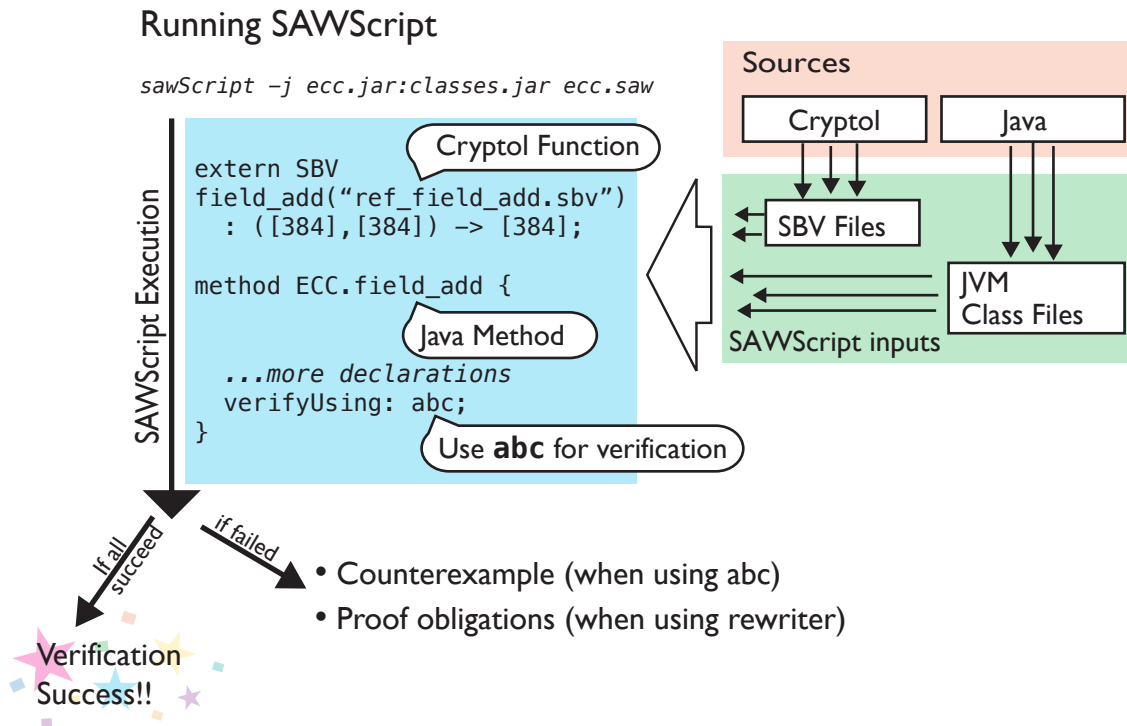 Running SAWScript
sawScript –j ecc.jar:classes.jar ecc.saw
SAWScript Execution
Cryptol Function
extern SBV
field_add(“ref_field_add.sbv”)
: ([384],[384]) –> [384];
method ECC.field_add {
Java Method
...more declarations
verifyUsing: abc;
}
Use abc for verification
Sources
Cryptol
Java
SBV Files
JVM
Class Files
SAWScript inputs
If all
succeed
if failed
• Counterexample (when using abc)
• Proof obligations (when using rewriter)
Verification
Success!!